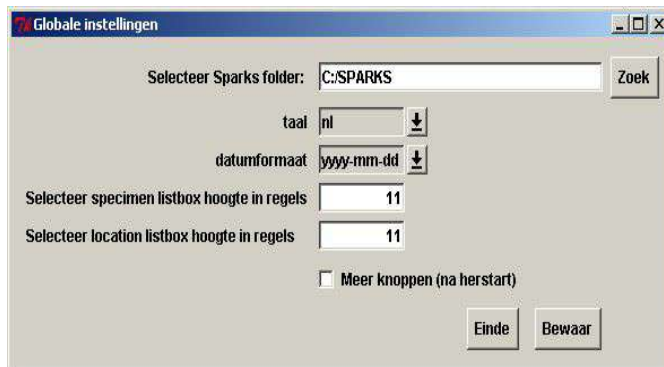 Globale instellingen
Selecteer Sparks folder: C:/SPARKS Zoek
taal nl
datumformaat yyyy-mm-dd
Selecteer specimen listbox hoogte in regels 11
Selecteer location listbox hoogte in regels 11
Meer knoppen (na herstart)
Einde Bewaar